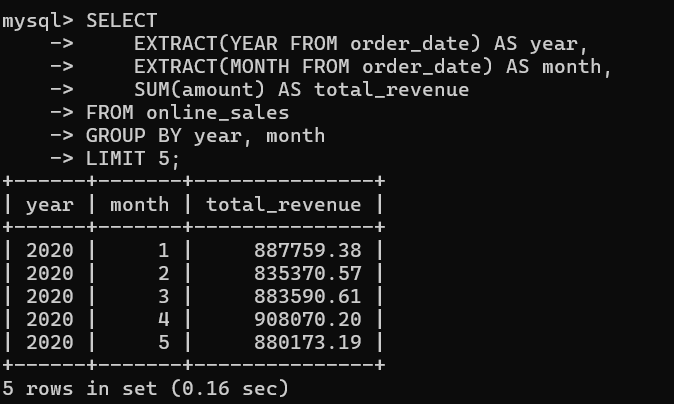 mysql> SELECT
    ->     EXTRACT(YEAR FROM order_date) AS year,
    ->     EXTRACT(MONTH FROM order_date) AS month,
    ->     SUM(amount) AS total_revenue
    -> FROM online_sales
    -> GROUP BY year, month
    -> LIMIT 5;
+------+-------+---------------+
| year | month | total_revenue |
+------+-------+---------------+
| 2020 |     1 |     887759.38 |
| 2020 |     2 |     835370.57 |
| 2020 |     3 |     883590.61 |
| 2020 |     4 |     908070.20 |
| 2020 |     5 |     880173.19 |
+------+-------+---------------+
5 rows in set (0.16 sec)